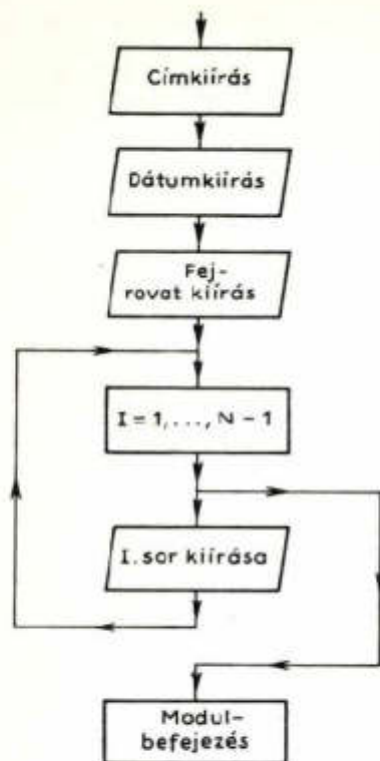 Címkiírás
Dátumkiírás
Fej-
rovat kiírás
I = 1, ..., N - 1
I. sor kiírása
Modul-
befejezés